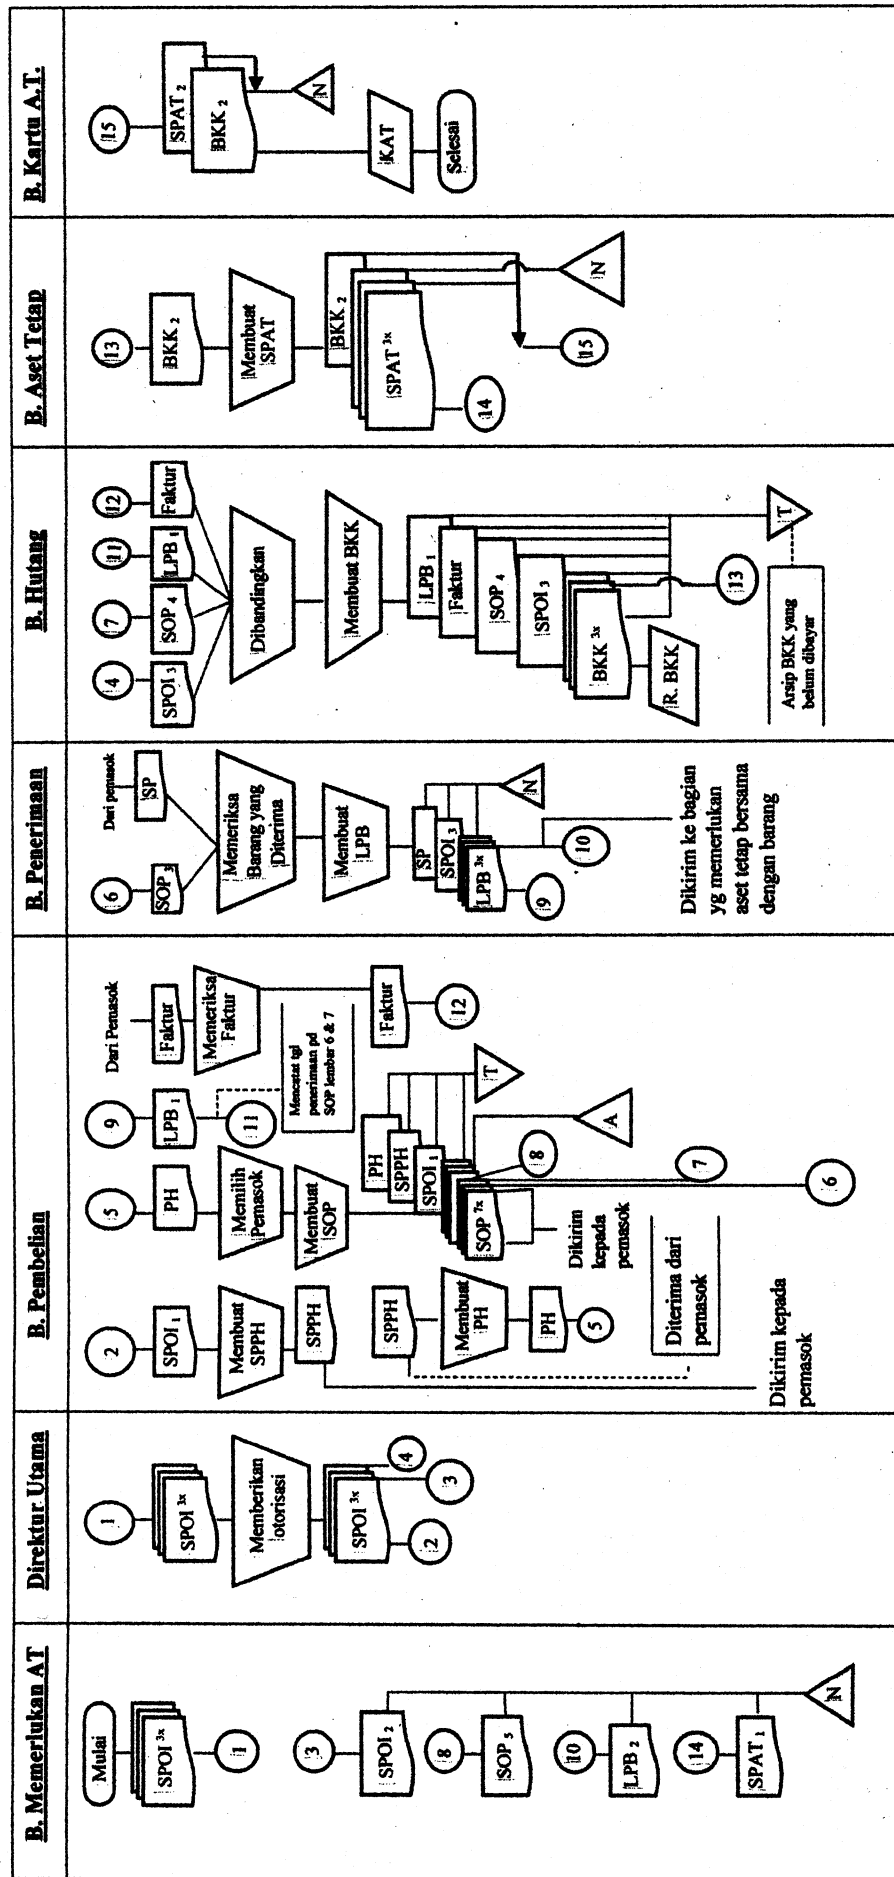 B. Memerlukan AT
Mulai
SPOI 3x
1
3
SPOI 2
8
SOP 5
10
LPB 2
14
SPAT 1
N
Direktur Utama
1
SPOI 3x
Memberikan
otorisasi
SPOI 3x
4
3
2
B. Pembelian
2
SPOI 1
Membuat
SPPH
SPPH
SPPH
Membuat
PH
PH
5
Diterima dari
pemasok
Dikirim kepada
pemasok
5
PH
Memilih
Pemasok
Membuat
SOP
PH
SPPH
SPOI 1
SOP 7x
T
A
8
7
6
Dikirim
kepada
pemasok
9
LPB 1
11
Mencatat tgl
penerimaan pd
SOP lembar 6 & 7
Dari Pemasok
Faktur
Memeriksa
Faktur
Faktur
12
B. Penerimaan
6
SOP 3
Dari pemasok
SP
Memeriksa
Barang yang
Diterima
Membuat
LPB
SP
SPOI 3
LPB 3x
N
9
10
Dikirim ke bagian
yg memerlukan
aset tetap bersama
dengan barang
B. Hutang
4
SPOI 3
7
SOP 4
11
LPB 1
12
Faktur
Dibandingkan
Membuat BKK
LPB 1
Faktur
SOP 4
SPOI 3
BKK 3x
R. BKK
13
T
Arsip BKK yang
belum dibayar
B. Aset Tetap
13
BKK 2
Membuat
SPAT
BKK 2
SPAT 3x
14
15
N
B. Kartu A.T.
15
SPAT 2
BKK 2
N
KAT
Selesai